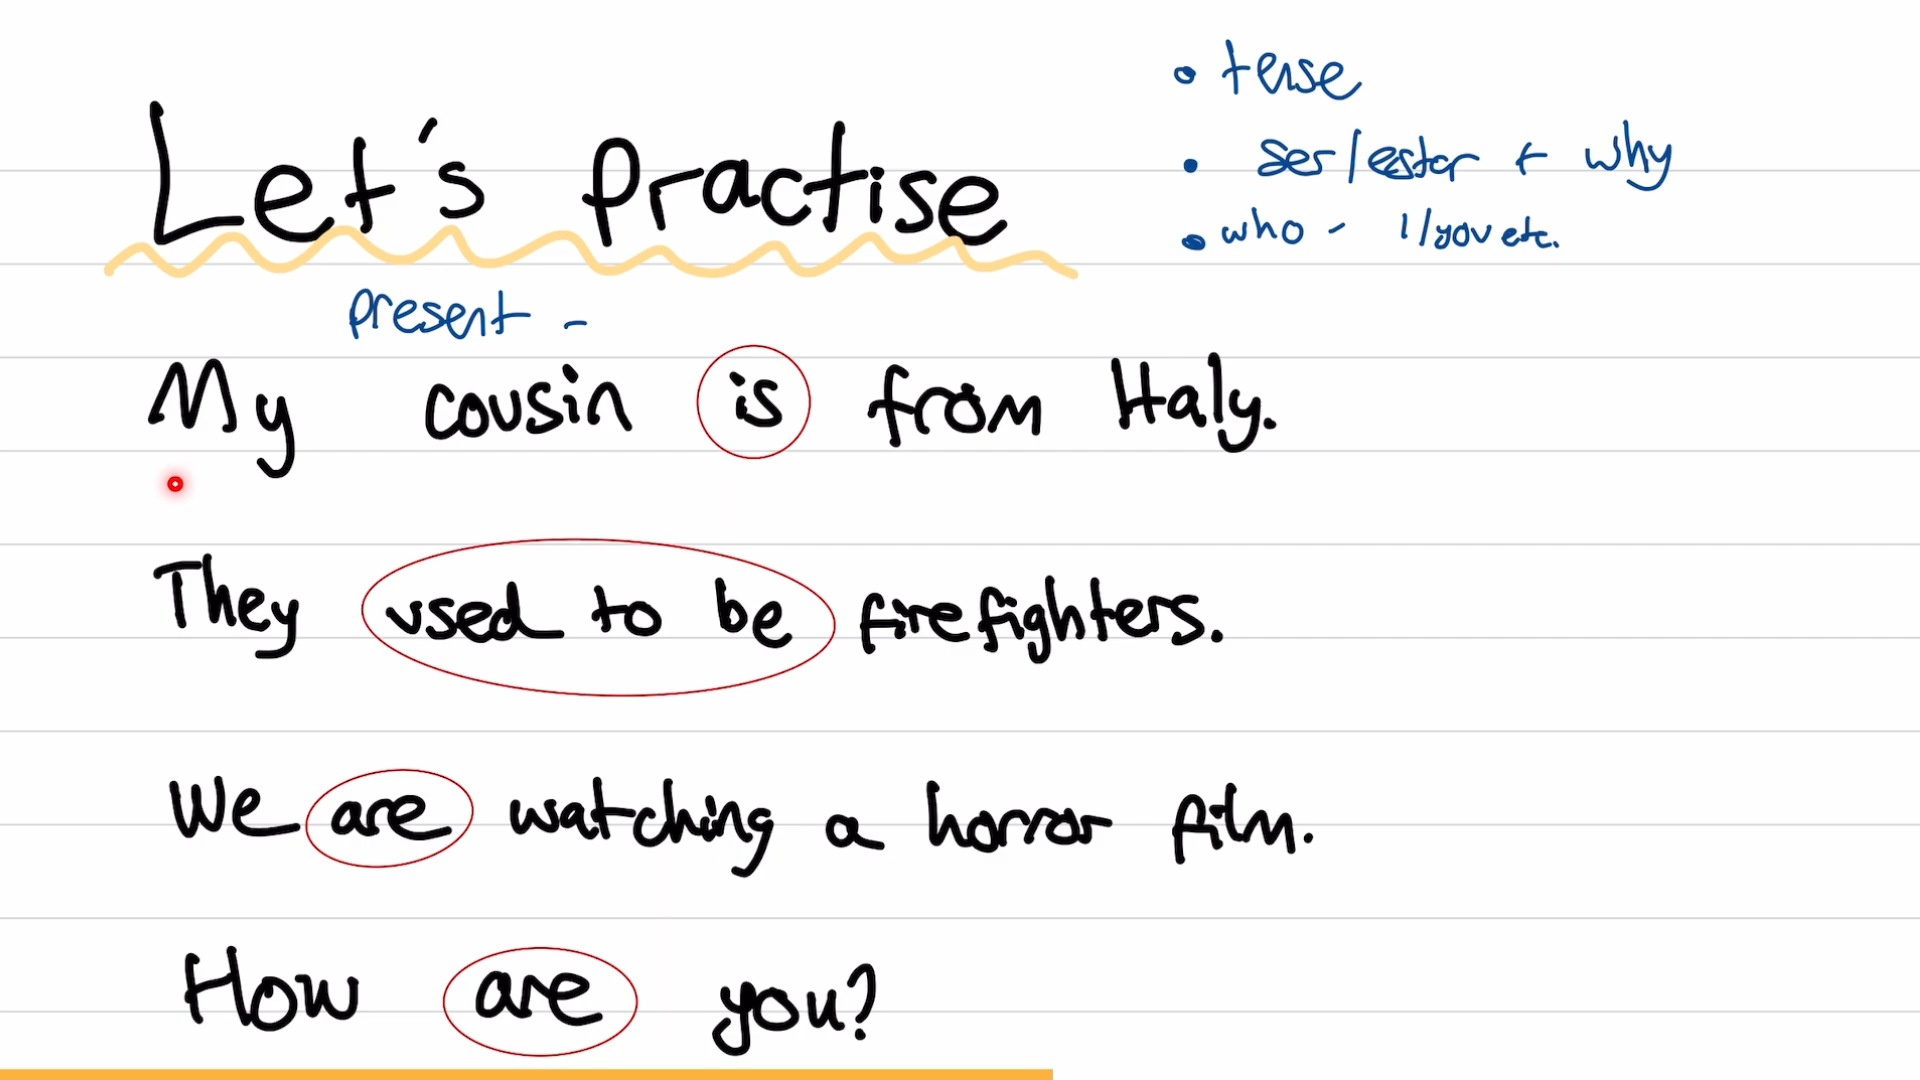 Let's practise
• tense
• ser/estar + why
• who - I/you etc.
present -
My cousin is from Italy.
They used to be firefighters.
We are watching a horror film.
How are you?